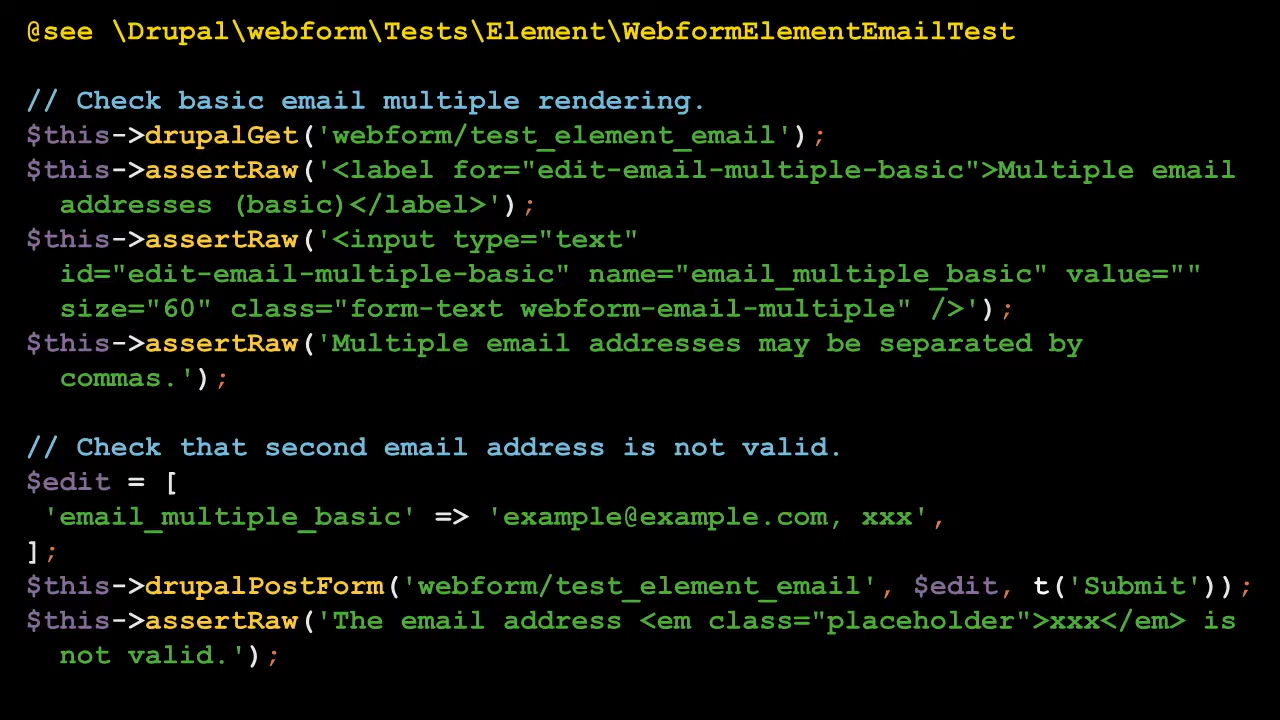 @see \Drupal\webform\Tests\Element\WebformElementEmailTest
// Check basic email multiple rendering.
$this->drupalGet('webform/test_element_email');
$this->assertRaw('<label for="edit-email-multiple-basic">Multiple email
addresses (basic)</label>');
$this->assertRaw('<input type="text"
id="edit-email-multiple-basic" name="email_multiple_basic" value=""
size="60" class="form-text webform-email-multiple" />');
$this->assertRaw('Multiple email addresses may be separated by
commas.');
// Check that second email address is not valid.
$edit = [
'email_multiple_basic' => 'example@example.com, xxx',
];
$this->drupalPostForm('webform/test_element_email', $edit, t('Submit'));
$this->assertRaw('The email address <em class="placeholder">xxx</em> is
not valid.');